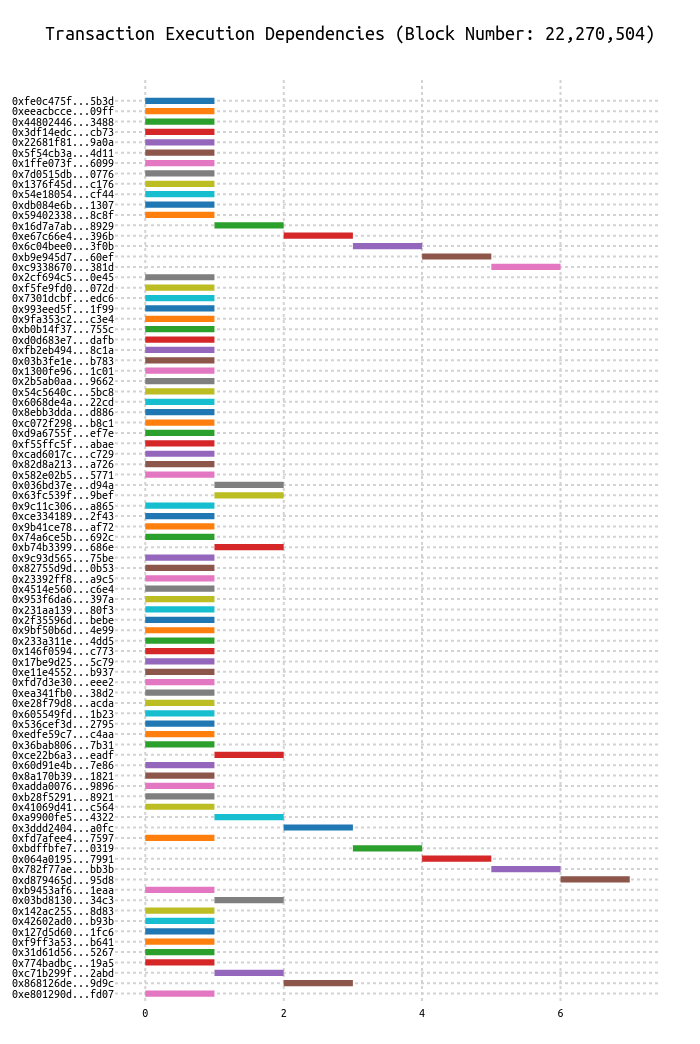 Transaction Execution Dependencies (Block Number: 22,270,504)
0xfe0c475f...5b3d
0xeeacbcce...09ff
0x44802446...3488
0x3df14edc...cb73
0x22681f81...9a0a
0x5f54cb3a...4d11
0x1ffe073f...6099
0x7d0515db...0776
0x1376f45d...c176
0x54e18054...cf44
0xdb084e6b...1307
0x59402338...8c8f
0x16d7a7ab...8929
0xe67c66e4...396b
0x6c04bee0...3f0b
0xb9e945d7...60ef
0xc9338670...381d
0x2cf694c5...0e45
0xf5fe9fd0...072d
0x7301dcbf...edc6
0x993eed5f...1f99
0x9fa353c2...c3e4
0xb0b14f37...755c
0xd0d683e7...dafb
0xfb2eb494...8c1a
0x03b3fe1e...b783
0x1300fe96...1c01
0x2b5ab0aa...9662
0x54c5640c...5bc8
0x6068de4a...22cd
0x8ebb3dda...d886
0xc072f298...b8c1
0xd9a6755f...ef7e
0xf55ffc5f...abae
0xcad6017c...c729
0x82d8a213...a726
0x582e02b5...5771
0x036bd37e...d94a
0x63fc539f...9bef
0x9c11c306...a865
0xce334189...2f43
0x9b41ce78...af72
0x74a6ce5b...692c
0xb74b3399...686e
0x9c93d565...75be
0x82755d9d...0b53
0x23392ff8...a9c5
0x4514e560...c6e4
0x953f6da6...397a
0x231aa139...80f3
0x2f35596d...bebe
0x9bf50b6d...4e99
0x233a311e...4dd5
0x146f0594...c773
0x17be9d25...5c79
0xe11e4552...b937
0xfd7d3e30...eee2
0xea341fb0...38d2
0xe28f79d8...acda
0x605549fd...1b23
0x536cef3d...2795
0xedfe59c7...c4aa
0x36bab806...7b31
0xce22b6a3...eadf
0x60d91e4b...7e86
0x8a170b39...1821
0xadda0076...9896
0xb28f5291...8921
0x41069d41...c564
0xa9900fe5...4322
0x3ddd2404...a0fc
0xfd7afee4...7597
0xbdffbfe7...0319
0x064a0195...7991
0x782f77ae...bb3b
0xd879465d...95d8
0xb9453af6...1eaa
0x03bd8130...34c3
0x142ac255...8d83
0x42602ad0...b93b
0x127d5d60...1fc6
0xf9ff3a53...b641
0x31d61d56...5267
0x774badbc...19a5
0xc71b299f...2abd
0x868126de...9d9c
0xe801290d...fd07
0 2 4 6